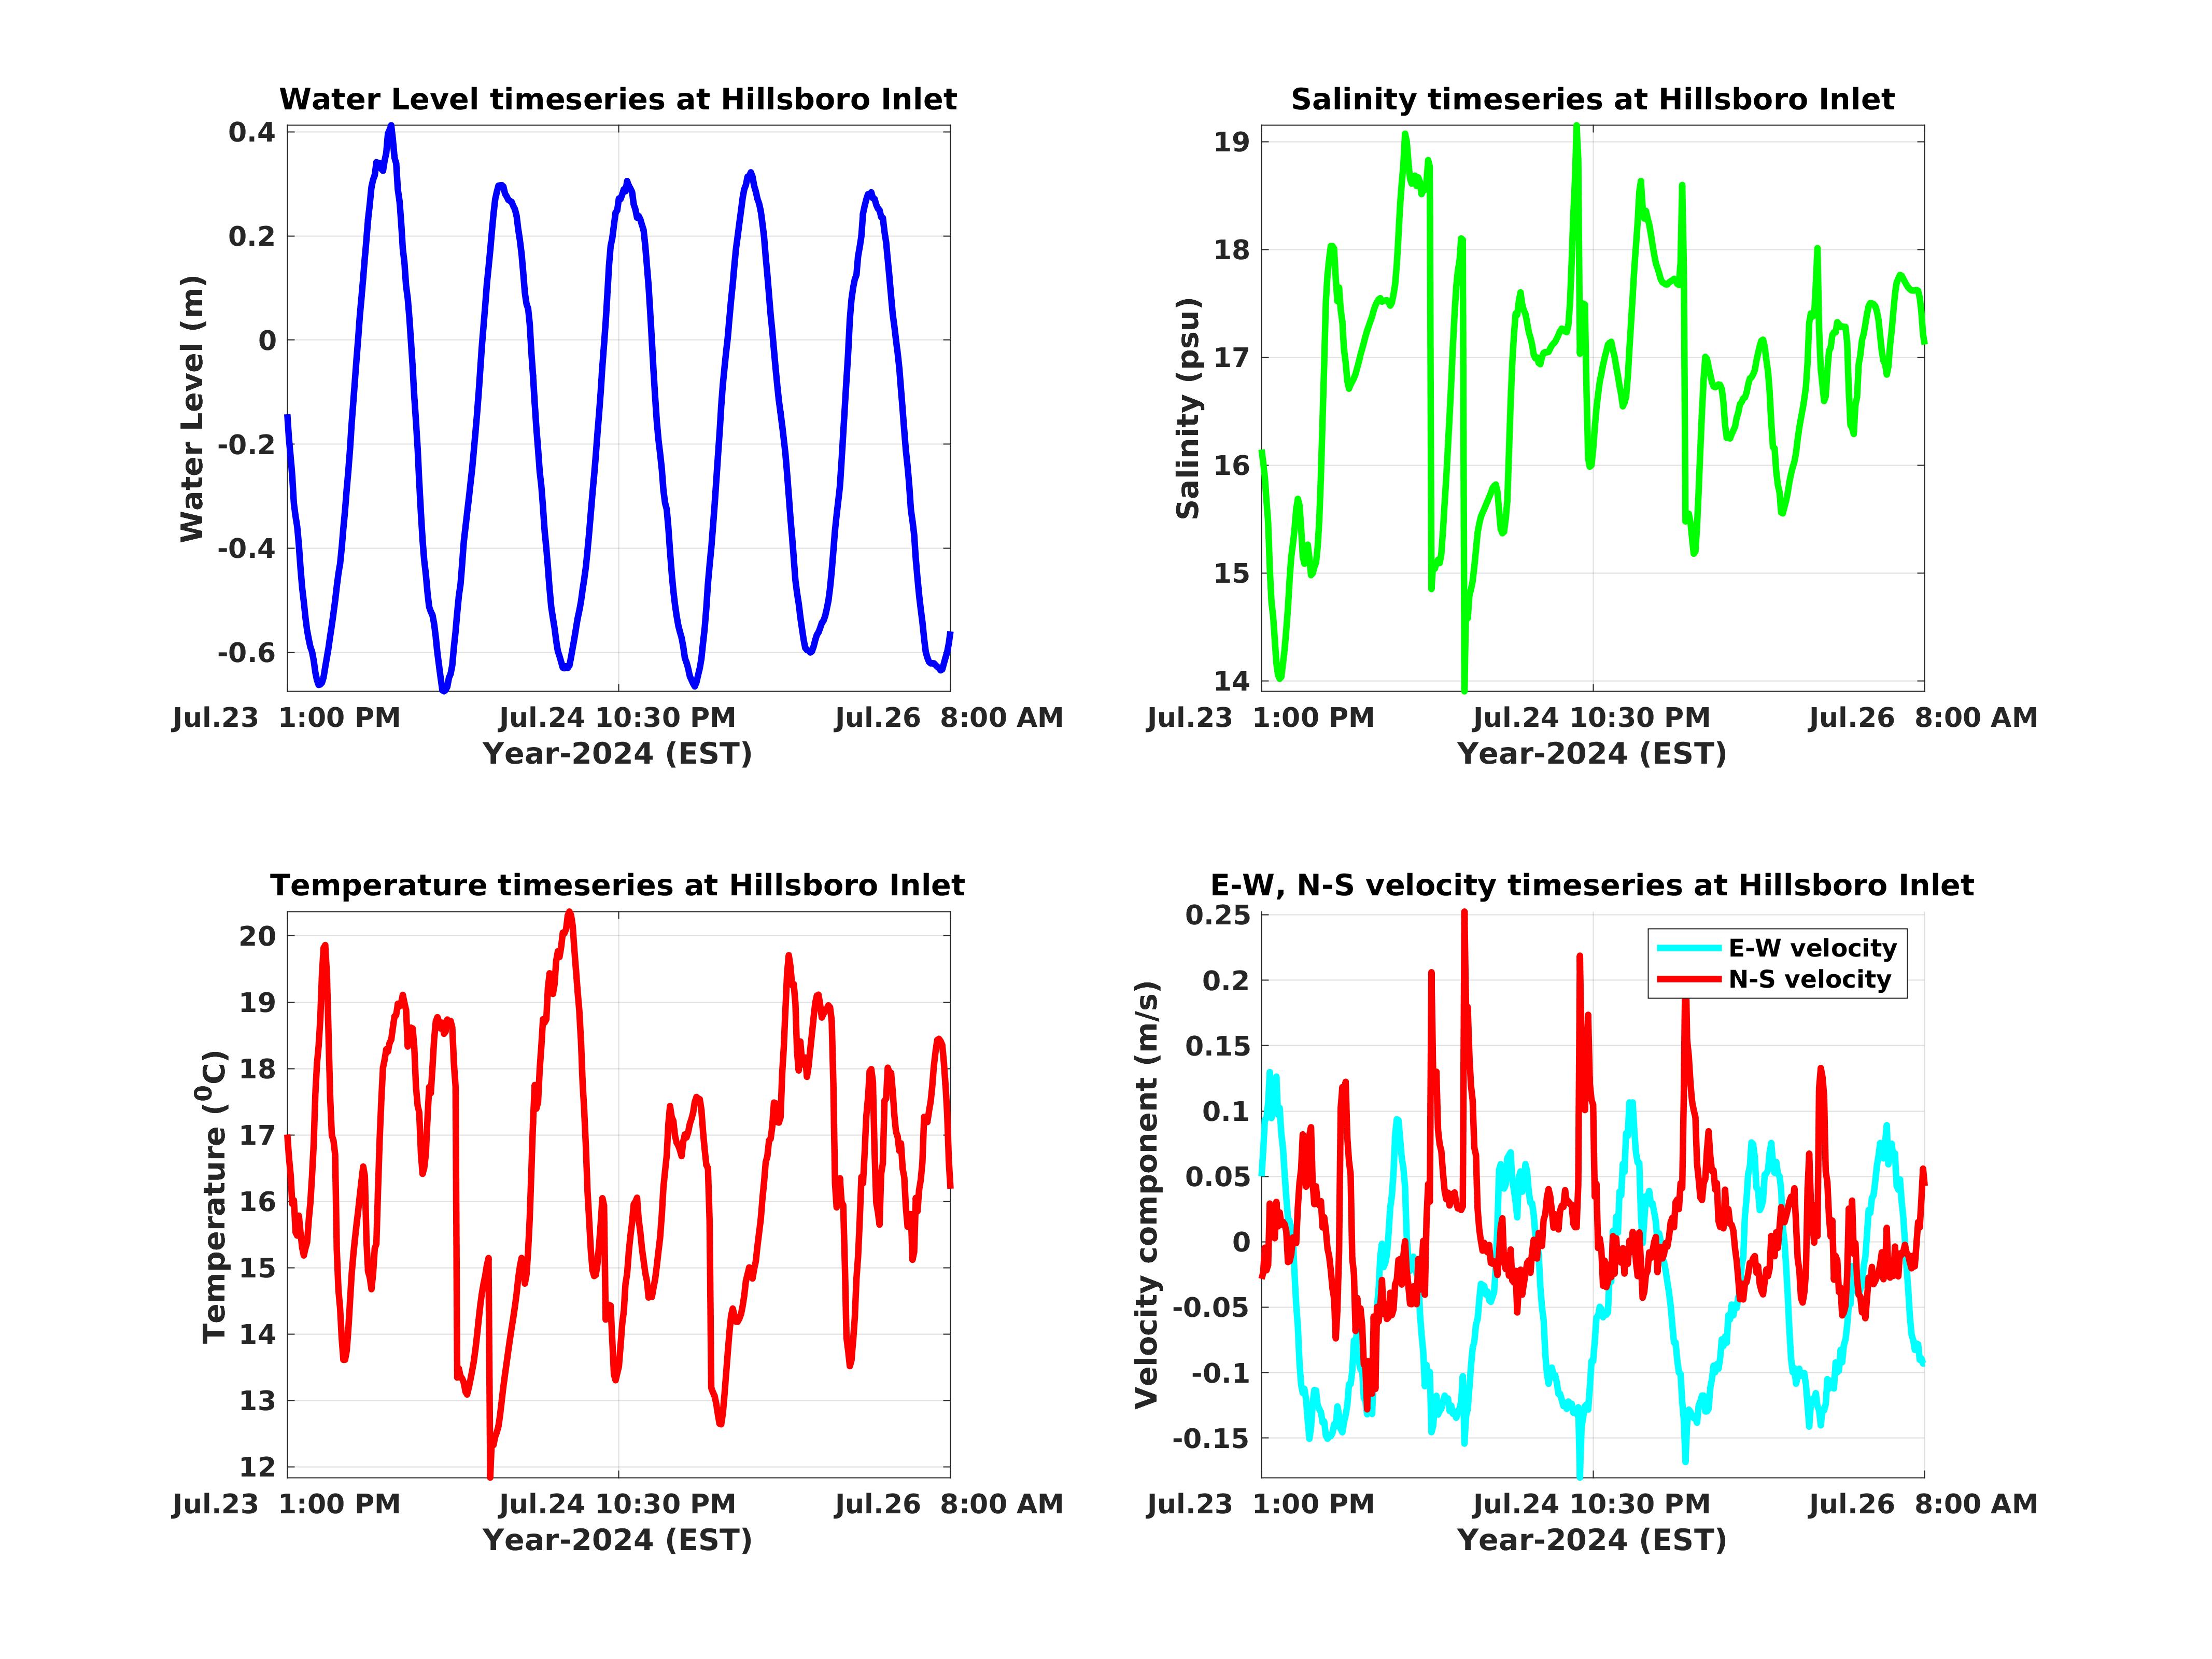 Water Level timeseries at Hillsboro Inlet
Water Level (m)
0.4
0.2
0
-0.2
-0.4
-0.6
Jul.23 1:00 PM
Jul.24 10:30 PM
Jul.26 8:00 AM
Year-2024 (EST)
Salinity timeseries at Hillsboro Inlet
Salinity (psu)
19
18
17
16
15
14
Jul.23 1:00 PM
Jul.24 10:30 PM
Jul.26 8:00 AM
Year-2024 (EST)
Temperature timeseries at Hillsboro Inlet
Temperature (⁰C)
20
19
18
17
16
15
14
13
12
Jul.23 1:00 PM
Jul.24 10:30 PM
Jul.26 8:00 AM
Year-2024 (EST)
E-W, N-S velocity timeseries at Hillsboro Inlet
Velocity component (m/s)
0.25
0.2
0.15
0.1
0.05
0
-0.05
-0.1
-0.15
E-W velocity
N-S velocity
Jul.23 1:00 PM
Jul.24 10:30 PM
Jul.26 8:00 AM
Year-2024 (EST)